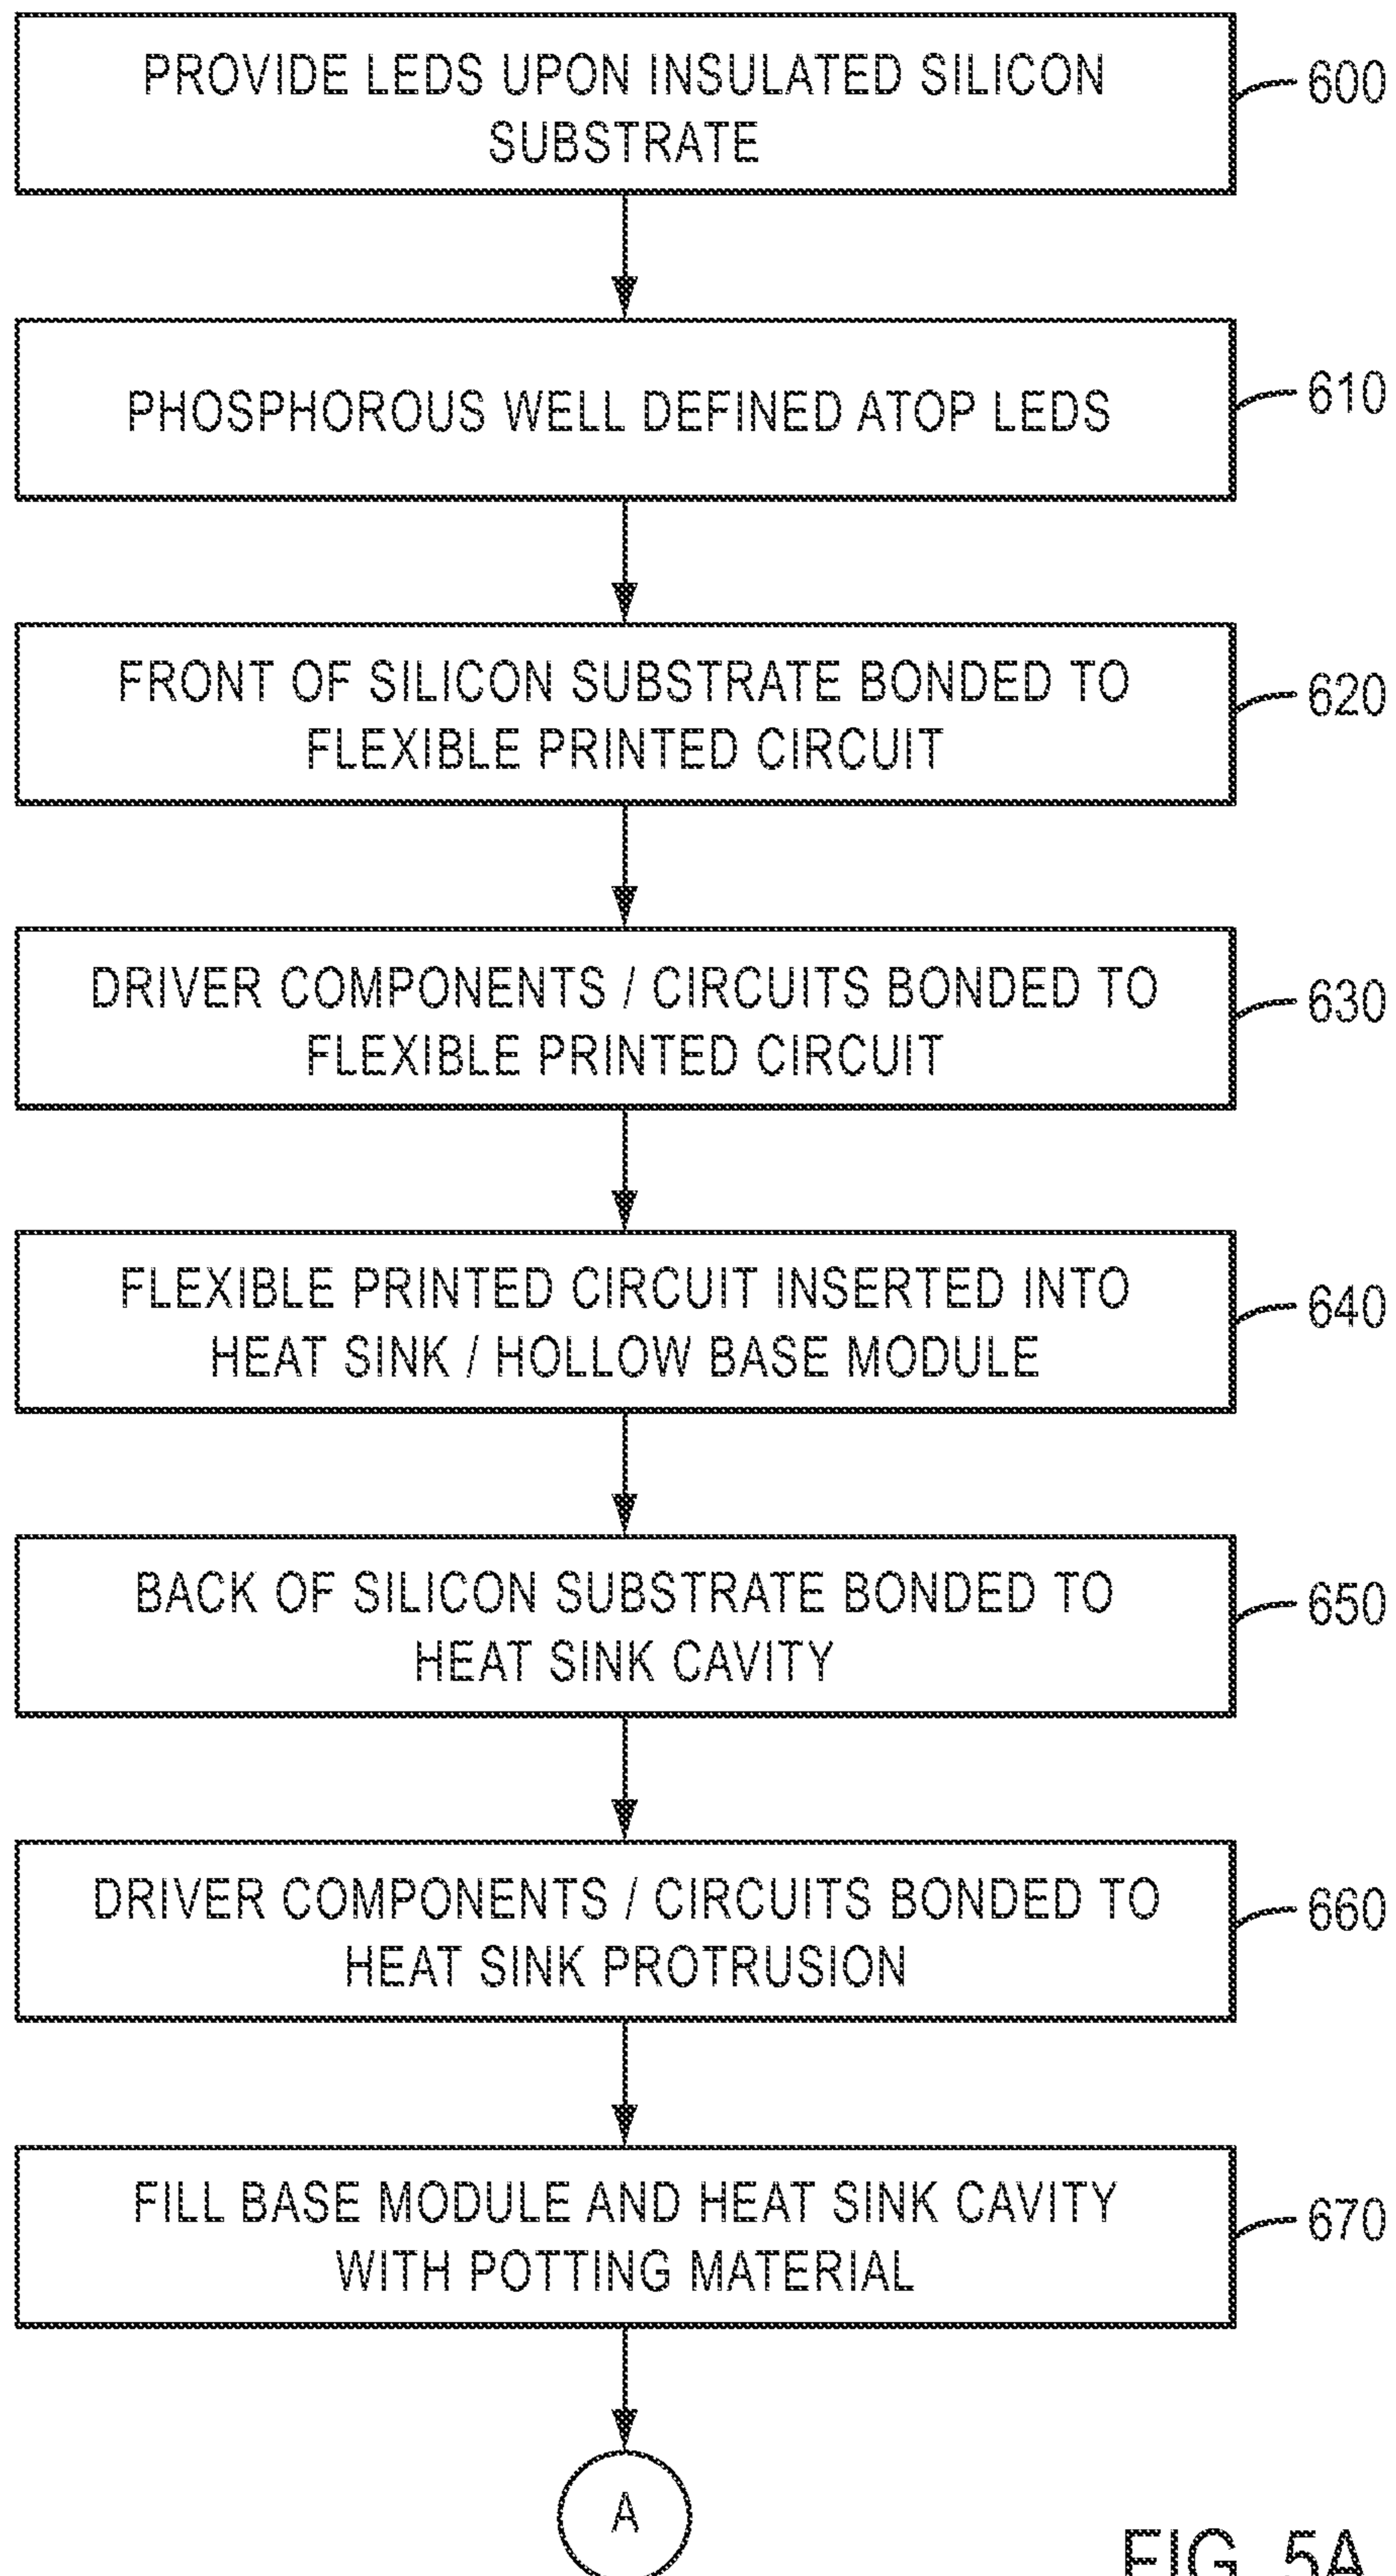 PROVIDE LEDS UPON INSULATED SILICON
SUBSTRATE
600
PHOSPHOROUS WELL DEFINED ATOP LEDS
610
FRONT OF SILICON SUBSTRATE BONDED TO
FLEXIBLE PRINTED CIRCUIT
620
DRIVER COMPONENTS / CIRCUITS BONDED TO
FLEXIBLE PRINTED CIRCUIT
630
FLEXIBLE PRINTED CIRCUIT INSERTED INTO
HEAT SINK / HOLLOW BASE MODULE
640
BACK OF SILICON SUBSTRATE BONDED TO
HEAT SINK CAVITY
650
DRIVER COMPONENTS / CIRCUITS BONDED TO
HEAT SINK PROTRUSION
660
FILL BASE MODULE AND HEAT SINK CAVITY
WITH POTTING MATERIAL
670
A
FIG. 5A